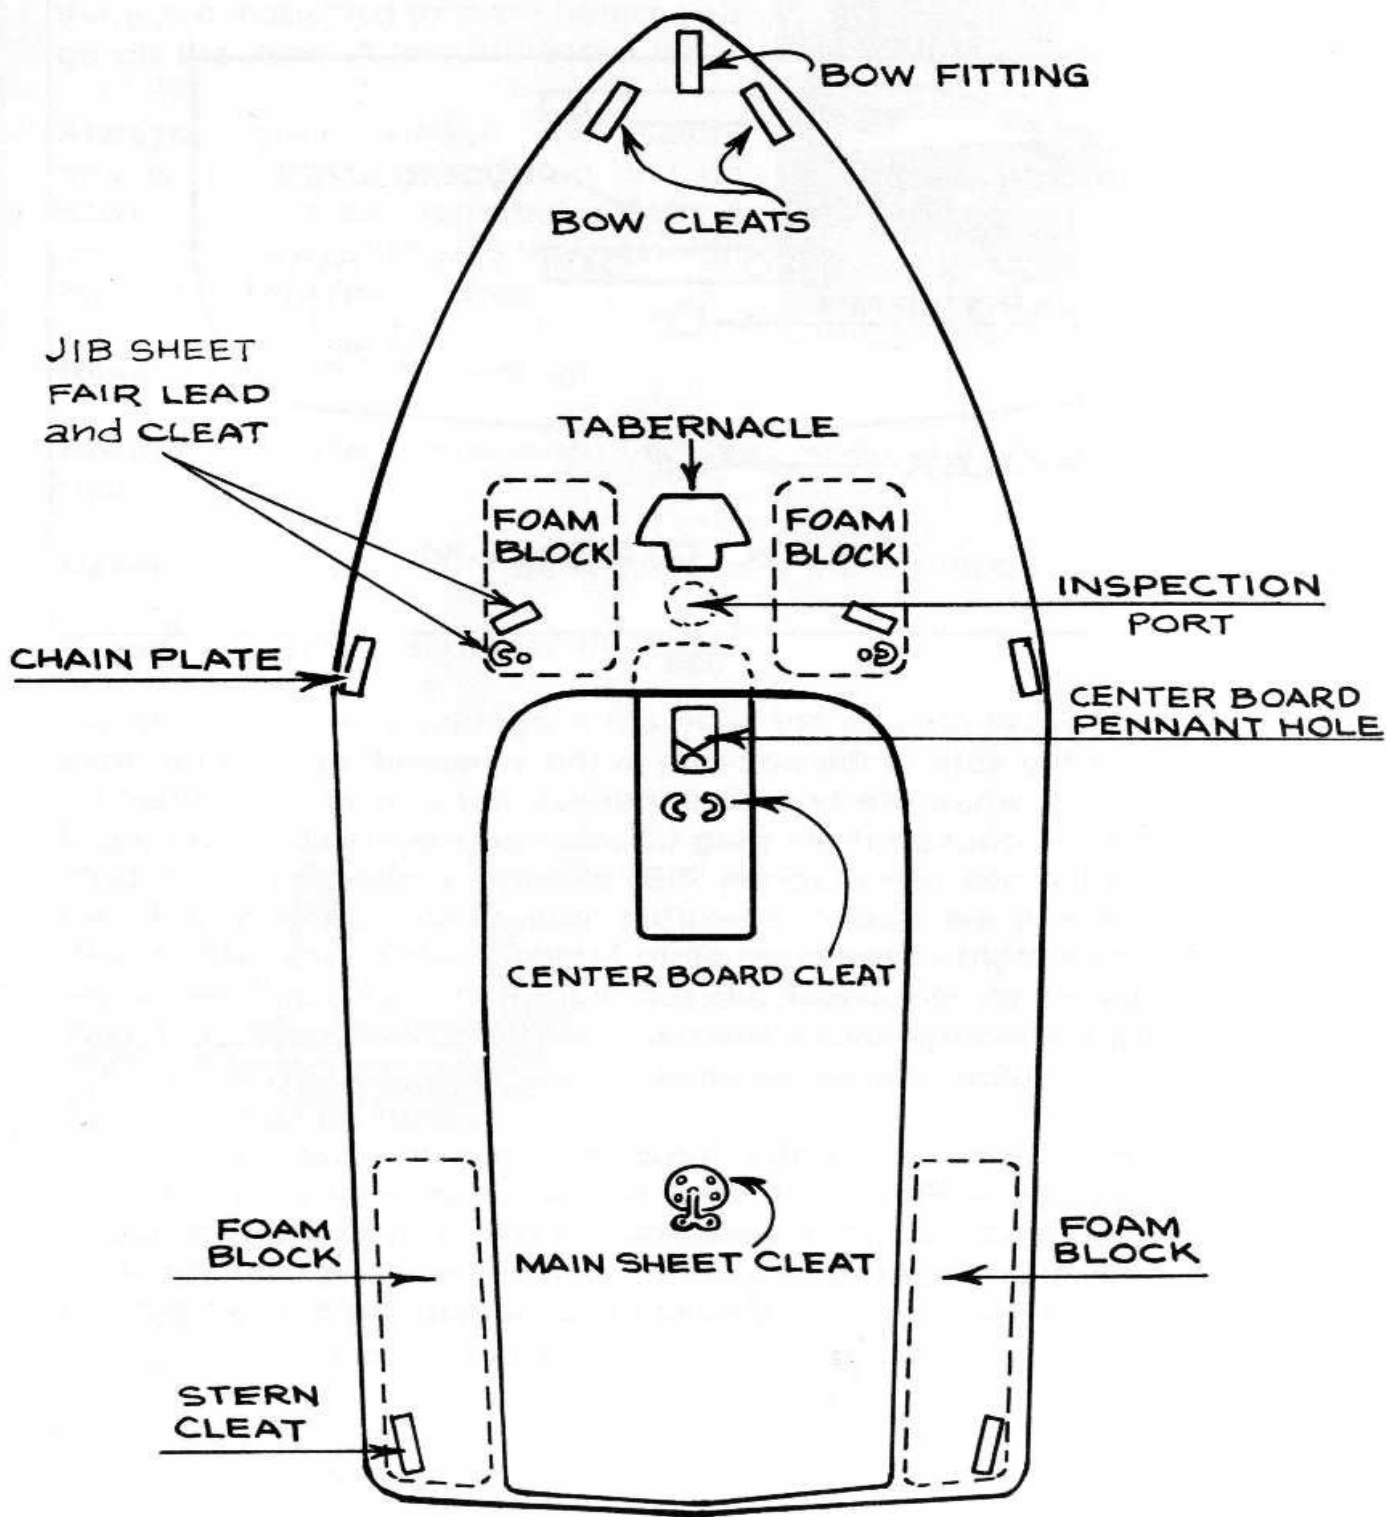 BOW FITTING
BOW CLEATS
JIB SHEET
FAIR LEAD
and CLEAT
TABERNACLE
FOAM
BLOCK
FOAM
BLOCK
INSPECTION
PORT
CHAIN PLATE
CENTER BOARD
PENNANT HOLE
CENTER BOARD CLEAT
FOAM
BLOCK
MAIN SHEET CLEAT
FOAM
BLOCK
STERN
CLEAT